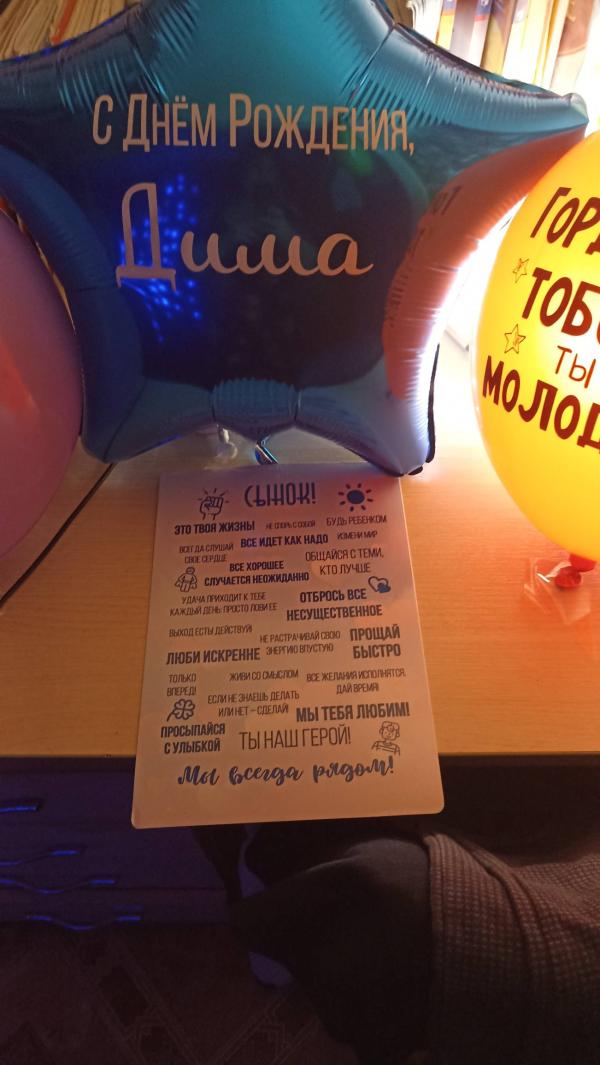 С Днём Рождения,
Дима
ТОБ
ТЫ
МОЛОД
СЫНОК!
ЭТО ТВОЯ ЖИЗНЬ!
НЕ СПОРЬ С СОБОЙ
БУДЬ РЕБЕНКОМ
ВСЕГДА СЛУШАЙ
СВОЕ СЕРДЦЕ
ВСЕ ИДЕТ КАК НАДО
ИЗМЕНИ МИР
ВСЕ ХОРОШЕЕ
СЛУЧАЕТСЯ НЕОЖИДАННО
ОБЩАЙСЯ С ТЕМИ,
КТО ЛУЧШЕ
УДАЧА ПРИХОДИТ К ТЕБЕ
КАЖДЫЙ ДЕНЬ: ПРОСТО ЛОВИ ЕЕ
ОТБРОСЬ ВСЕ
НЕСУЩЕСТВЕННОЕ
ВЫХОД ЕСТЬ! ДЕЙСТВУЙ!
НЕ РАСТРАЧИВАЙ СВОЮ
ЭНЕРГИЮ ВПУСТУЮ
ПРОЩАЙ
БЫСТРО
ЛЮБИ ИСКРЕННЕ
ТОЛЬКО
ВПЕРЕД!
ЖИВИ СО СМЫСЛОМ
ВСЕ ЖЕЛАНИЯ ИСПОЛНЯТСЯ,
ДАЙ ВРЕМЯ!
ЕСЛИ НЕ ЗНАЕШЬ ДЕЛАТЬ
ИЛИ НЕТ – СДЕЛАЙ!
МЫ ТЕБЯ ЛЮБИМ!
ПРОСЫПАЙСЯ
С УЛЫБКОЙ
ТЫ НАШ ГЕРОЙ!
Мы всегда рядом!